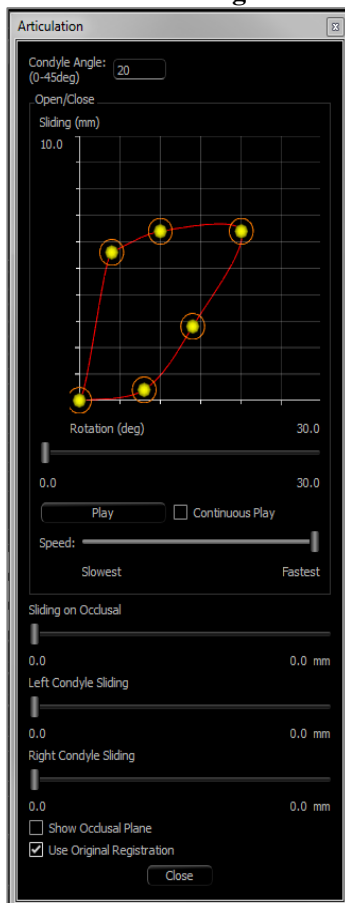 Articulation
Condyle Angle:
(0-45deg)
20
Open/Close
Sliding (mm)
10.0
Rotation (deg)
30.0
0.0
30.0
Play
Continuous Play
Speed:
Slowest
Fastest
Sliding on Occlusal
0.0
0.0 mm
Left Condyle Sliding
0.0
0.0 mm
Right Condyle Sliding
0.0
0.0 mm
Show Occlusal Plane
Use Original Registration
Close